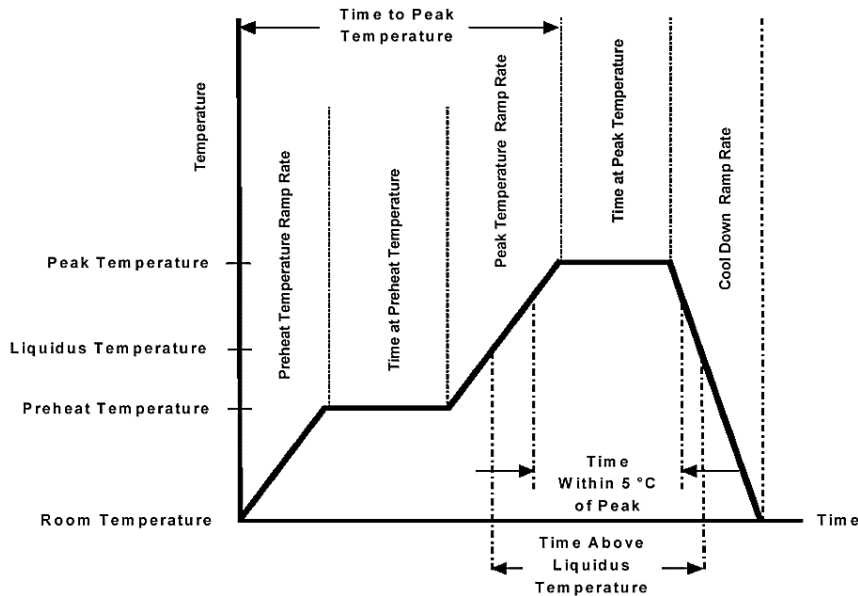 Time to Peak
Temperature
Temperature
Preheat Temperature Ramp Rate
Time at Preheat Temperature
Peak Temperature Ramp Rate
Time at Peak Temperature
Cool Down Ramp Rate
Peak Temperature
Liquidus Temperature
Preheat Temperature
Time
Within 5 °C
of Peak
Room Temperature
Time
Time Above
Liquidus
Temperature